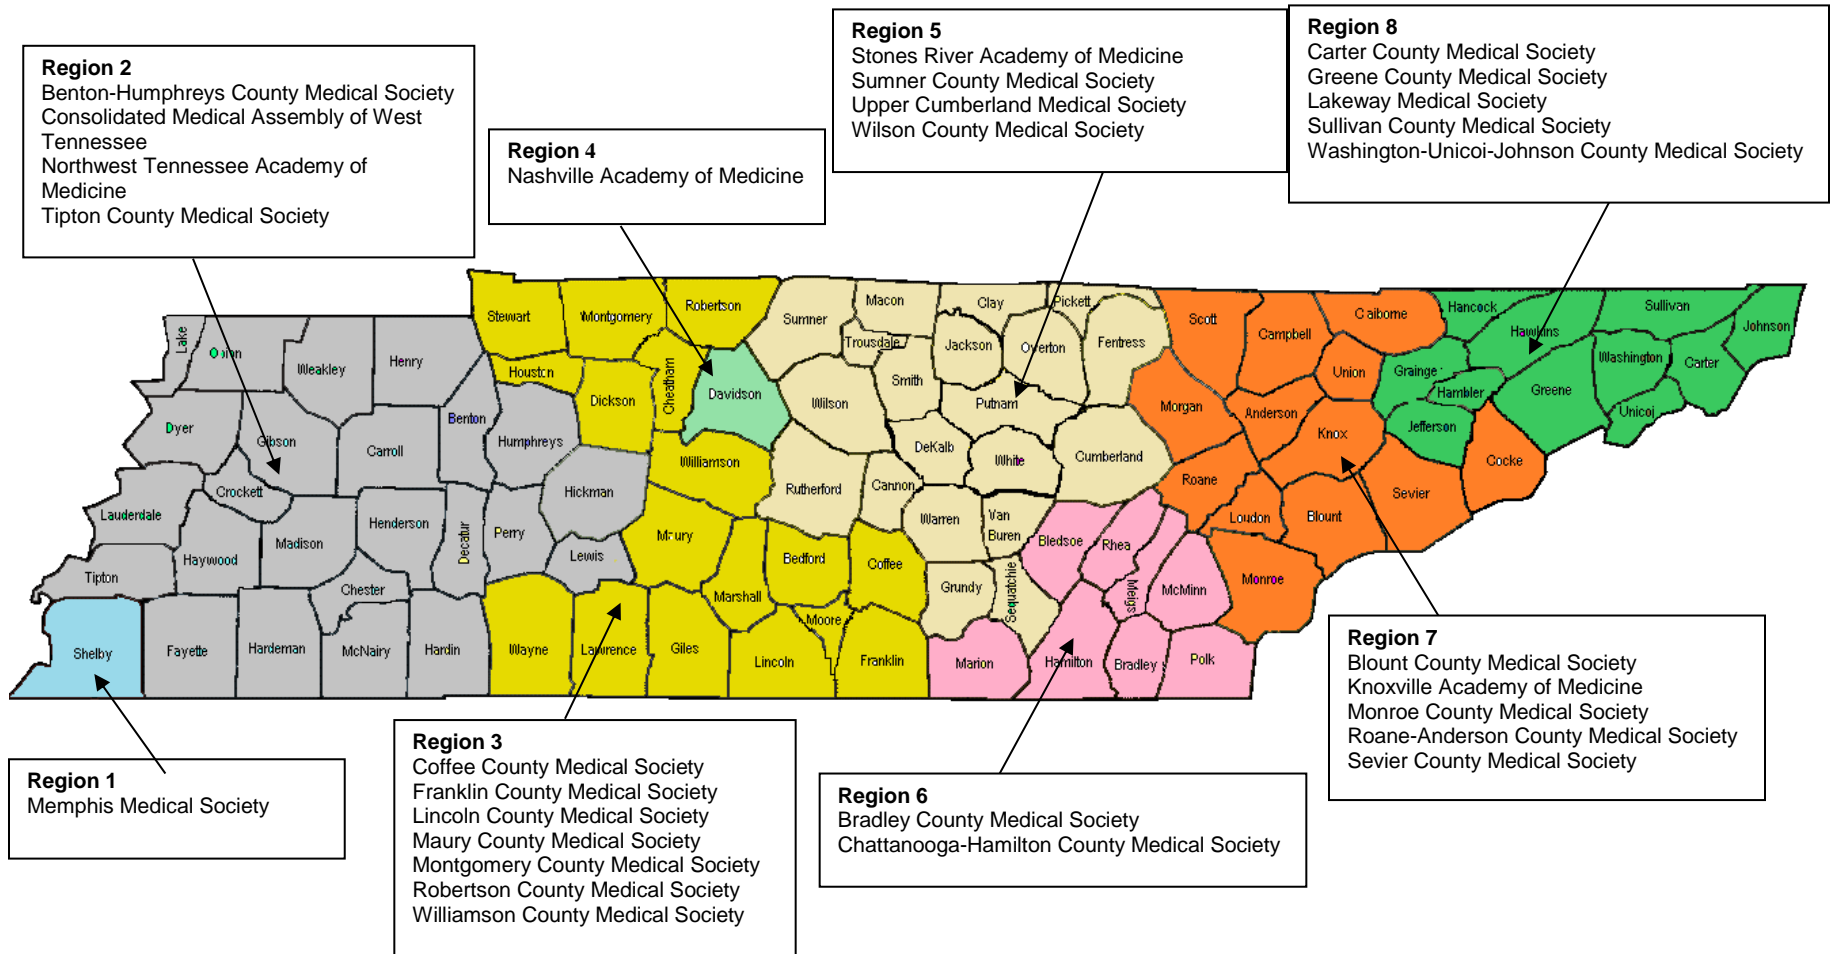 Region 2
Benton-Humphreys County Medical Society
Consolidated Medical Assembly of West
Tennessee
Northwest Tennessee Academy of
Medicine
Tipton County Medical Society
Region 4
Nashville Academy of Medicine
Region 5
Stones River Academy of Medicine
Sumner County Medical Society
Upper Cumberland Medical Society
Wilson County Medical Society
Region 8
Carter County Medical Society
Greene County Medical Society
Lakeway Medical Society
Sullivan County Medical Society
Washington-Unicoi-Johnson County Medical Society
Lake
Obion
Weakley
Henry
Dyer
Gibson
Carroll
Benton
Humphreys
Lauderdale
Crockett
Hickman
Haywood
Madison
Henderson
Decatur
Perry
Lewis
Tipton
Chester
Shelby
Fayette
Hardeman
McNairy
Hardin
Stewart
Montgomery
Robertson
Houston
Dickson
Cheatham
Davidson
Williamson
Maury
Marshall
Bedford
Coffee
Moore
Wayne
Lawrence
Giles
Lincoln
Franklin
Sumner
Macon
Trousdale
Clay
Pickett
Jackson
Overton
Fentress
Smith
Wilson
Putnam
DeKalb
White
Cumberland
Rutherford
Cannon
Warren
Van
Buren
Grundy
Sequatchie
Bledsoe
Rhea
Meigs
McMinn
Marion
Hamilton
Bradley
Polk
Scott
Campbell
Claiborne
Union
Morgan
Anderson
Knox
Roane
Loudon
Blount
Sevier
Cocke
Monroe
Hancock
Hawkins
Sullivan
Johnson
Grainger
Hambler
Jefferson
Greene
Washington
Carter
Unicoi
Region 1
Memphis Medical Society
Region 3
Coffee County Medical Society
Franklin County Medical Society
Lincoln County Medical Society
Maury County Medical Society
Montgomery County Medical Society
Robertson County Medical Society
Williamson County Medical Society
Region 6
Bradley County Medical Society
Chattanooga-Hamilton County Medical Society
Region 7
Blount County Medical Society
Knoxville Academy of Medicine
Monroe County Medical Society
Roane-Anderson County Medical Society
Sevier County Medical Society